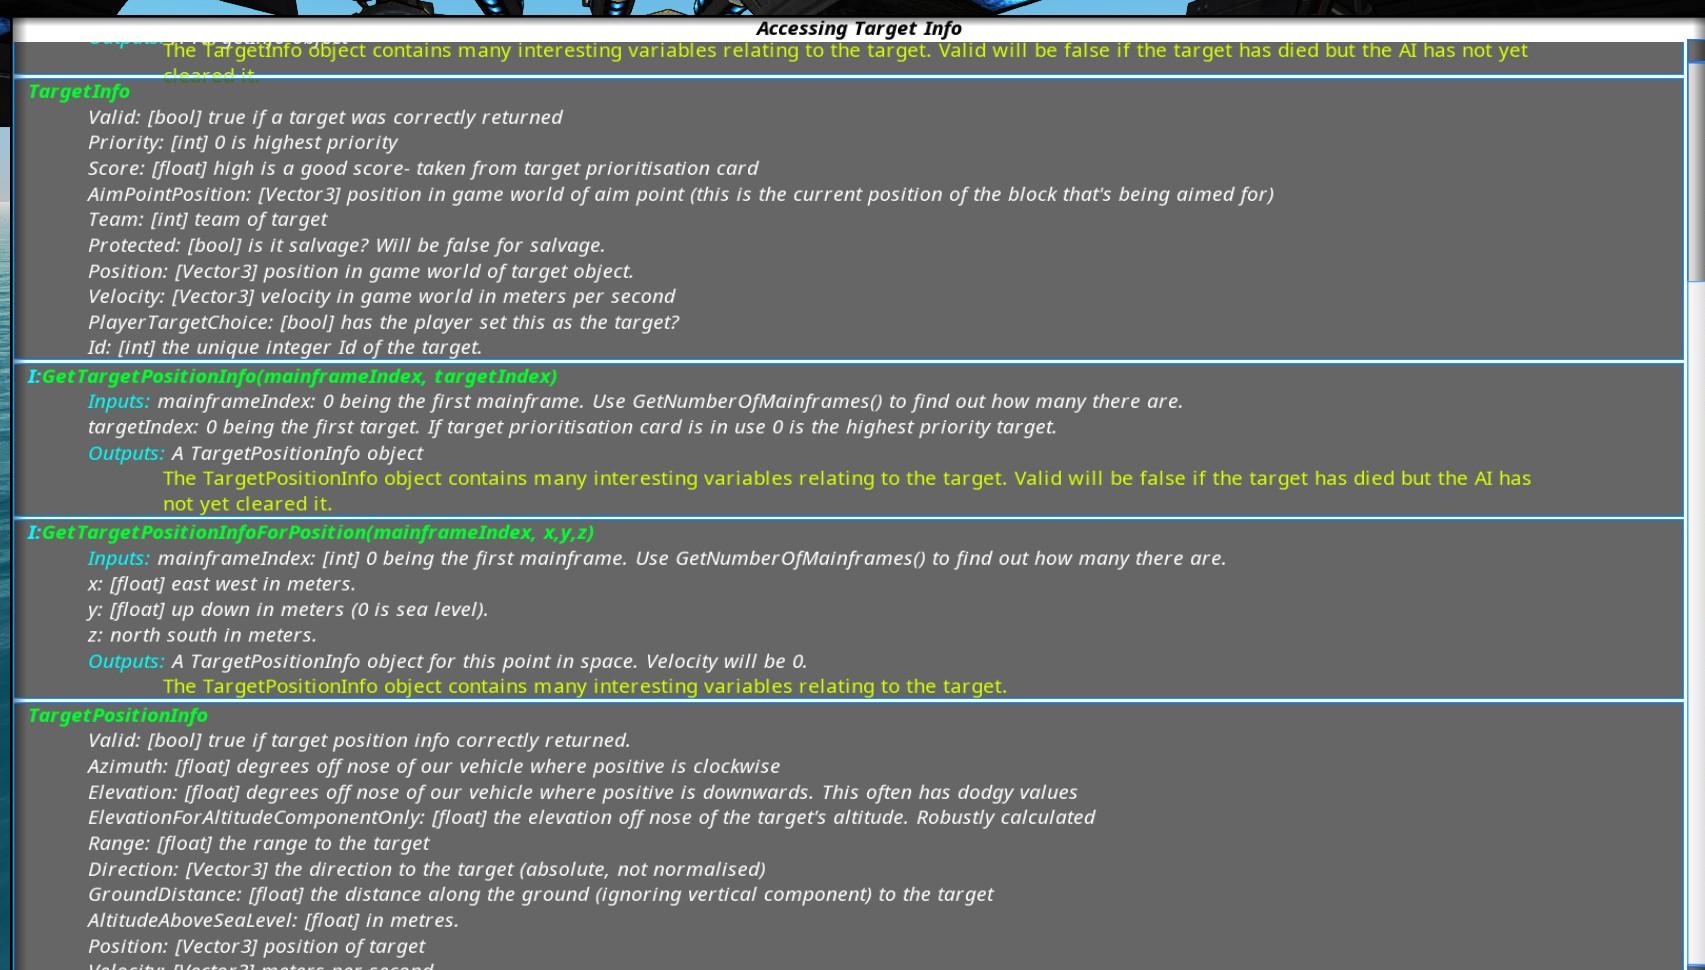 Accessing Target Info
Outputs:
The TargetInfo object contains many interesting variables relating to the target. Valid will be false if the target has died but the AI has not yet
cleared it.
TargetInfo
Valid: [bool] true if a target was correctly returned
Priority: [int] 0 is highest priority
Score: [float] high is a good score- taken from target prioritisation card
AimPointPosition: [Vector3] position in game world of aim point (this is the current position of the block that's being aimed for)
Team: [int] team of target
Protected: [bool] is it salvage? Will be false for salvage.
Position: [Vector3] position in game world of target object.
Velocity: [Vector3] velocity in game world in meters per second
PlayerTargetChoice: [bool] has the player set this as the target?
Id: [int] the unique integer Id of the target.
I:GetTargetPositionInfo(mainframeIndex, targetIndex)
Inputs: mainframeIndex: 0 being the first mainframe. Use GetNumberOfMainframes() to find out how many there are.
targetIndex: 0 being the first target. If target prioritisation card is in use 0 is the highest priority target.
Outputs: A TargetPositionInfo object
The TargetPositionInfo object contains many interesting variables relating to the target. Valid will be false if the target has died but the AI has
not yet cleared it.
I:GetTargetPositionInfoForPosition(mainframeIndex, x,y,z)
Inputs: mainframeIndex: [int] 0 being the first mainframe. Use GetNumberOfMainframes() to find out how many there are.
x: [float] east west in meters.
y: [float] up down in meters (0 is sea level).
z: north south in meters.
Outputs: A TargetPositionInfo object for this point in space. Velocity will be 0.
The TargetPositionInfo object contains many interesting variables relating to the target.
TargetPositionInfo
Valid: [bool] true if target position info correctly returned.
Azimuth: [float] degrees off nose of our vehicle where positive is clockwise
Elevation: [float] degrees off nose of our vehicle where positive is downwards. This often has dodgy values
ElevationForAltitudeComponentOnly: [float] the elevation off nose of the target's altitude. Robustly calculated
Range: [float] the range to the target
Direction: [Vector3] the direction to the target (absolute, not normalised)
GroundDistance: [float] the distance along the ground (ignoring vertical component) to the target
AltitudeAboveSeaLevel: [float] in metres.
Position: [Vector3] position of target
Velocity: [Vector3] meters per second